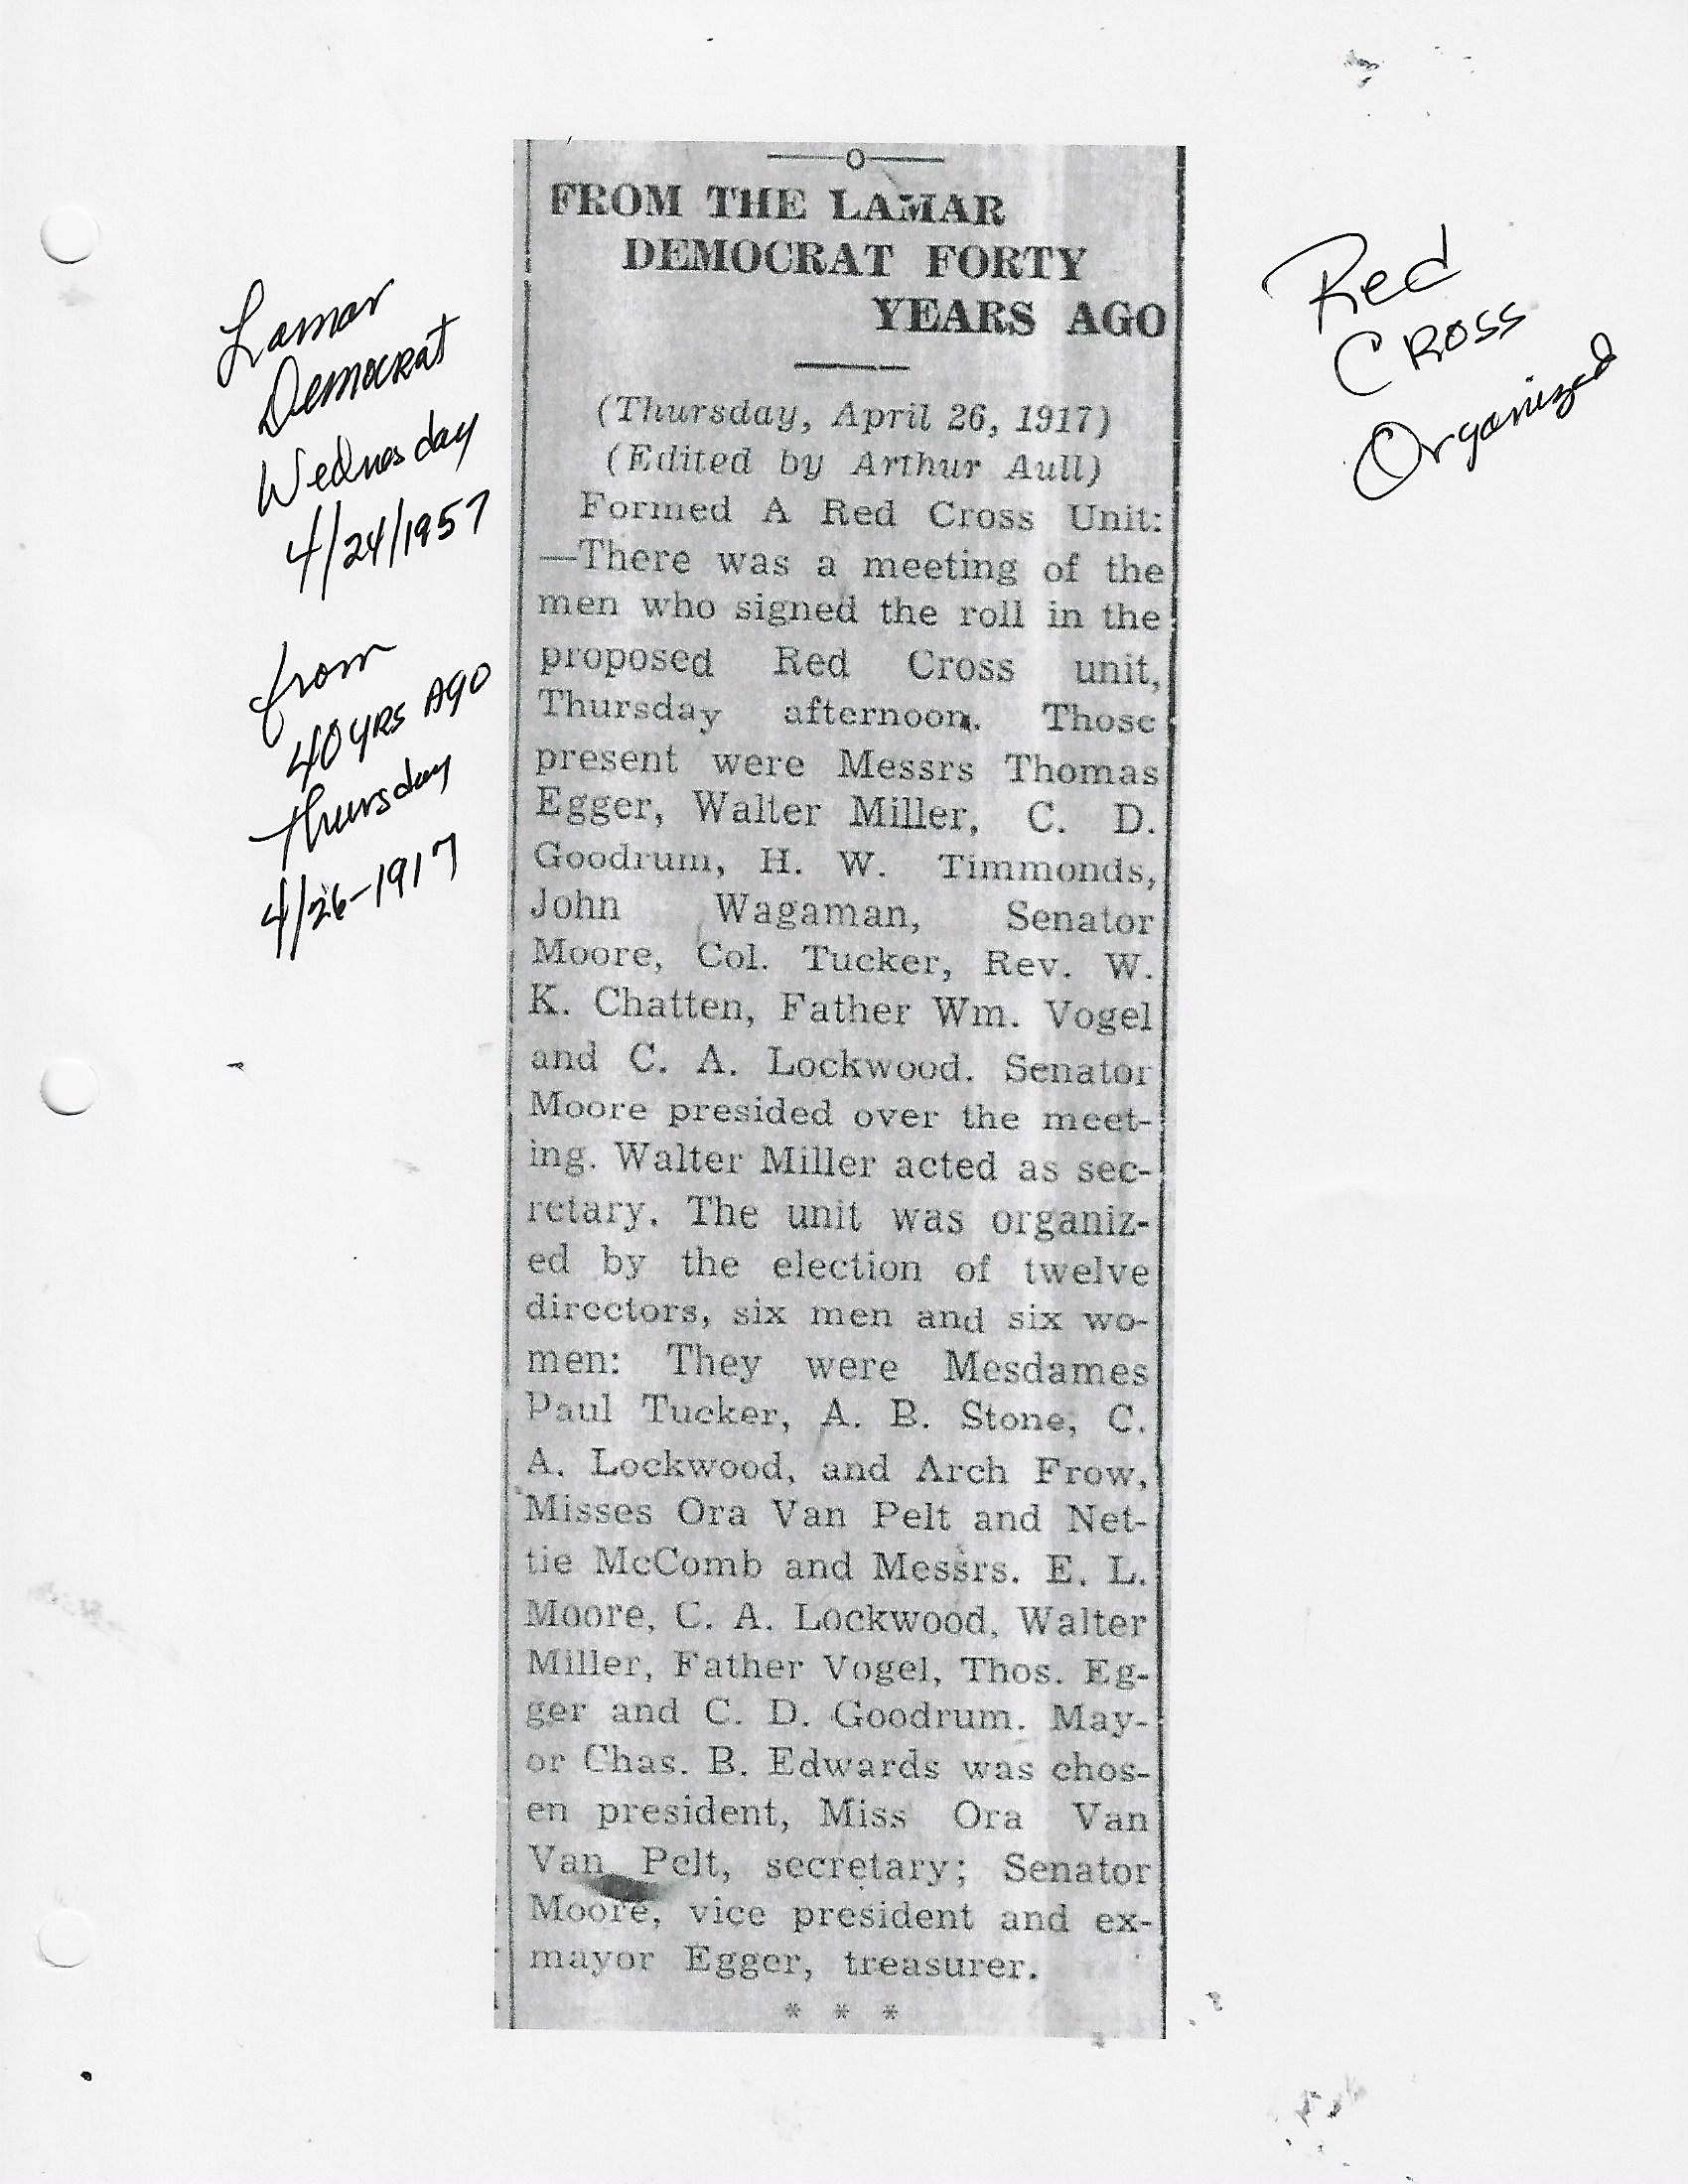 Lamar
Democrat
Wednesday
4/24/1957
from
40 YRS AGO
Thursday
4/26-1917
FROM THE LAMAR
DEMOCRAT FORTY
YEARS AGO
(Thursday, April 26, 1917)
(Edited by Arthur Aull)
Formed A Red Cross Unit:
—There was a meeting of the
men who signed the roll in the
proposed Red Cross unit,
Thursday afternoon. Those
present were Messrs Thomas
Egger, Walter Miller, C. D.
Goodrum, H. W. Timmonds,
John Wagaman, Senator
Moore, Col. Tucker, Rev. W.
K. Chatten, Father Wm. Vogel
and C. A. Lockwood. Senator
Moore presided over the meet-
ing. Walter Miller acted as sec-
retary. The unit was organiz-
ed by the election of twelve
directors, six men and six wo-
men: They were Mesdames
Paul Tucker, A. B. Stone, C.
A. Lockwood, and Arch Frow,
Misses Ora Van Pelt and Net-
tie McComb and Messrs. E. L.
Moore, C. A. Lockwood, Walter
Miller, Father Vogel, Thos. Eg-
ger and C. D. Goodrum. May-
or Chas. B. Edwards was chos-
en president, Miss Ora Van
Van Pelt, secretary; Senator
Moore, vice president and ex-
mayor Egger, treasurer.
* * *
Red
Cross
Organized